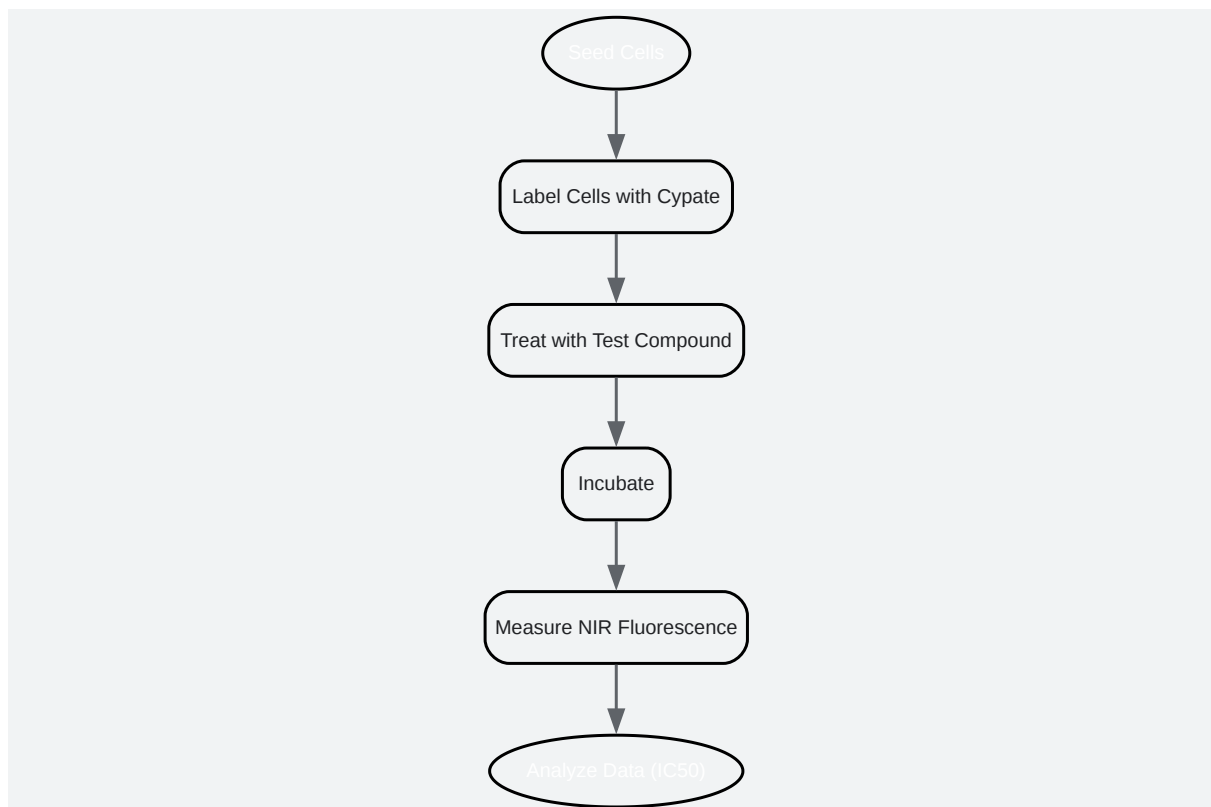 Seed Cells
Label Cells with Cypate
Treat with Test Compound
Incubate
Measure NIR Fluorescence
Analyze Data (IC50)